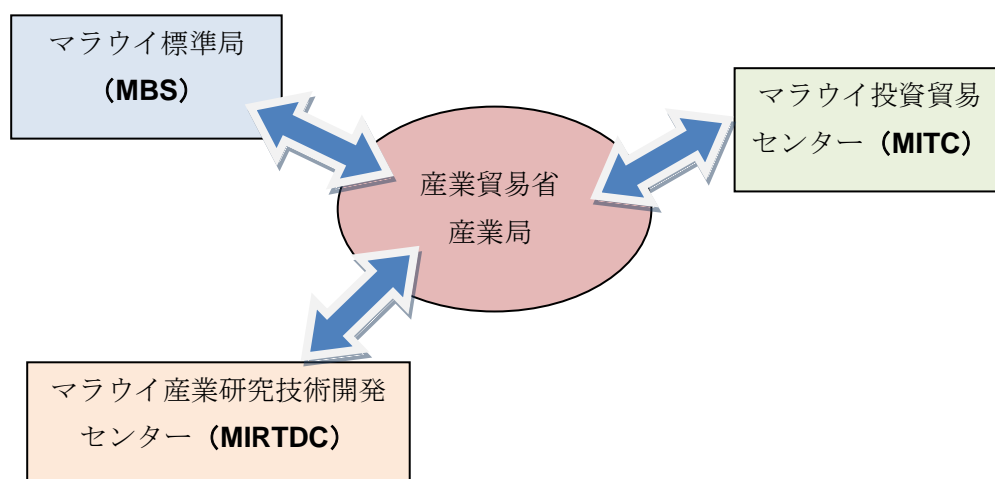 マラウイ標準局
（MBS）
マラウイ投資貿易
センター（MITC）
産業貿易省
産業局
マラウイ産業研究技術開発
センター（MIRTDC）